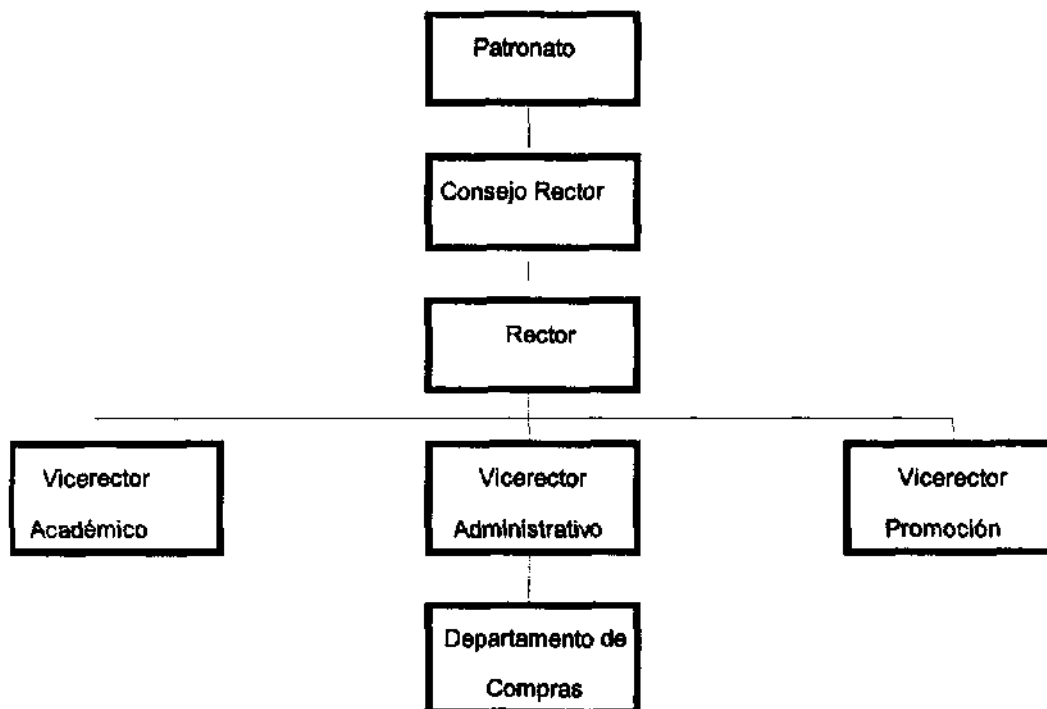 Patronato
Consejo Rector
Rector
Vicerector
Académico
Vicerector
Administrativo
Vicerector
Promoción
Departamento de
Compras